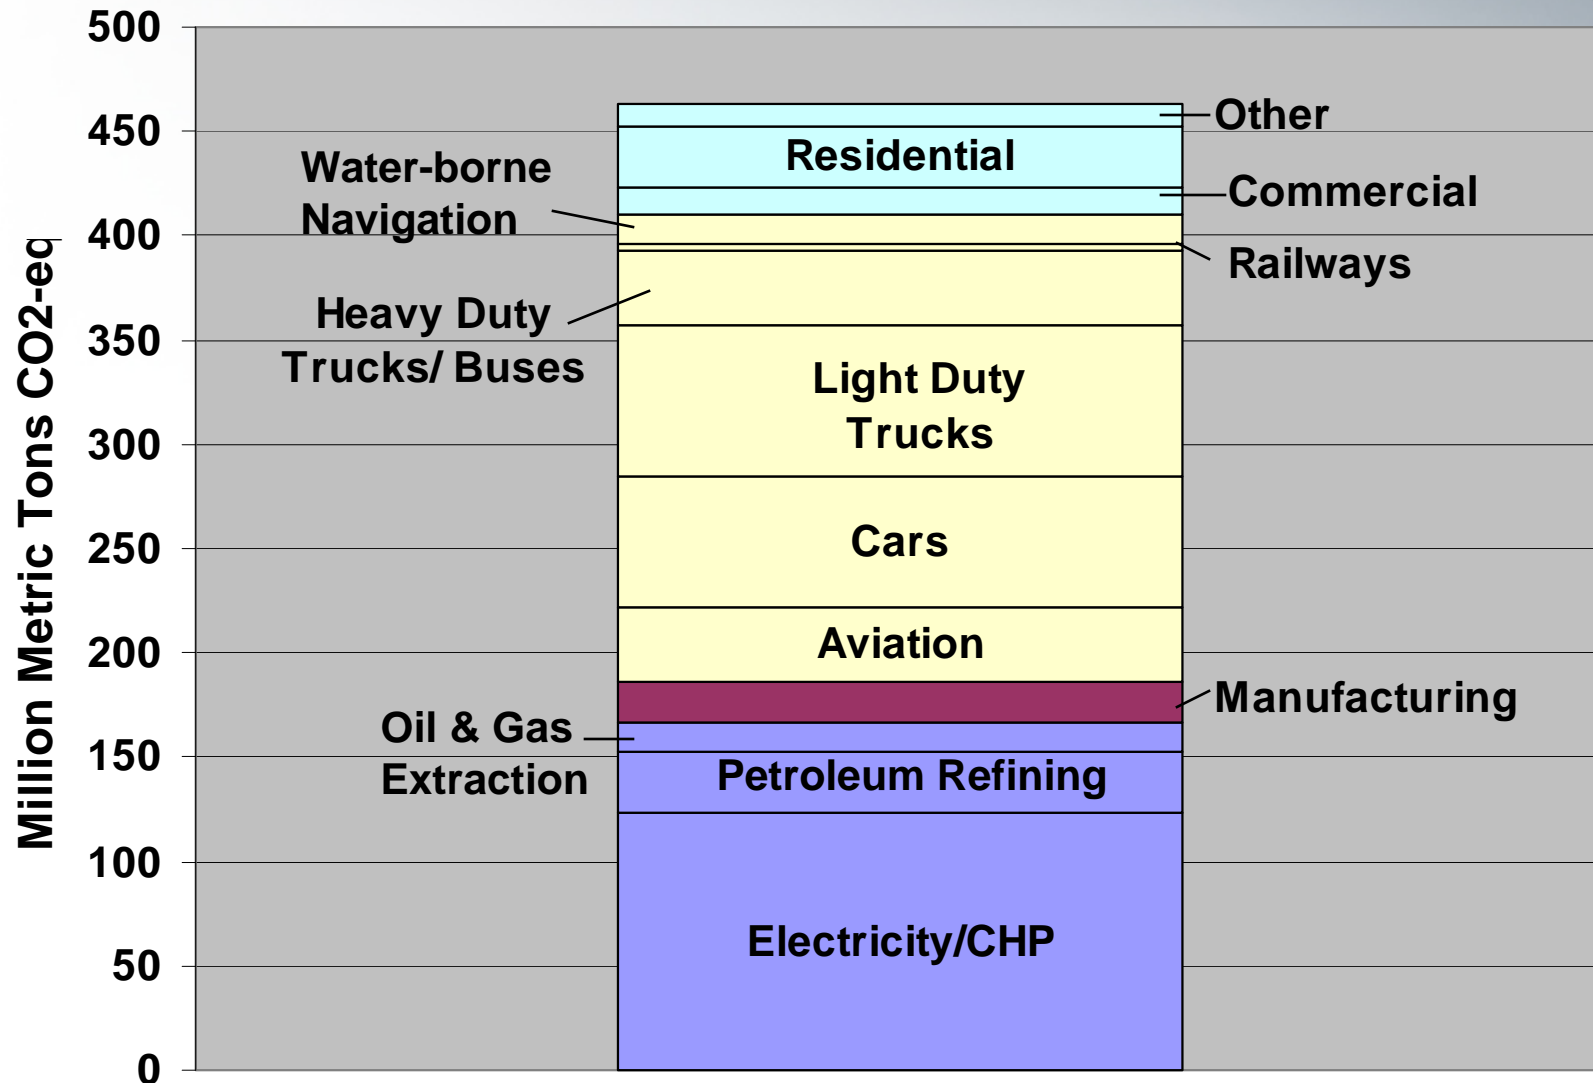 500
450
400
350
300
250
200
150
100
50
0
Million Metric Tons CO2-eq
Other
Residential
Water-borne
Navigation
Commercial
Railways
Heavy Duty
Trucks/ Buses
Light Duty
Trucks
Cars
Aviation
Manufacturing
Oil & Gas
Extraction
Petroleum Refining
Electricity/CHP